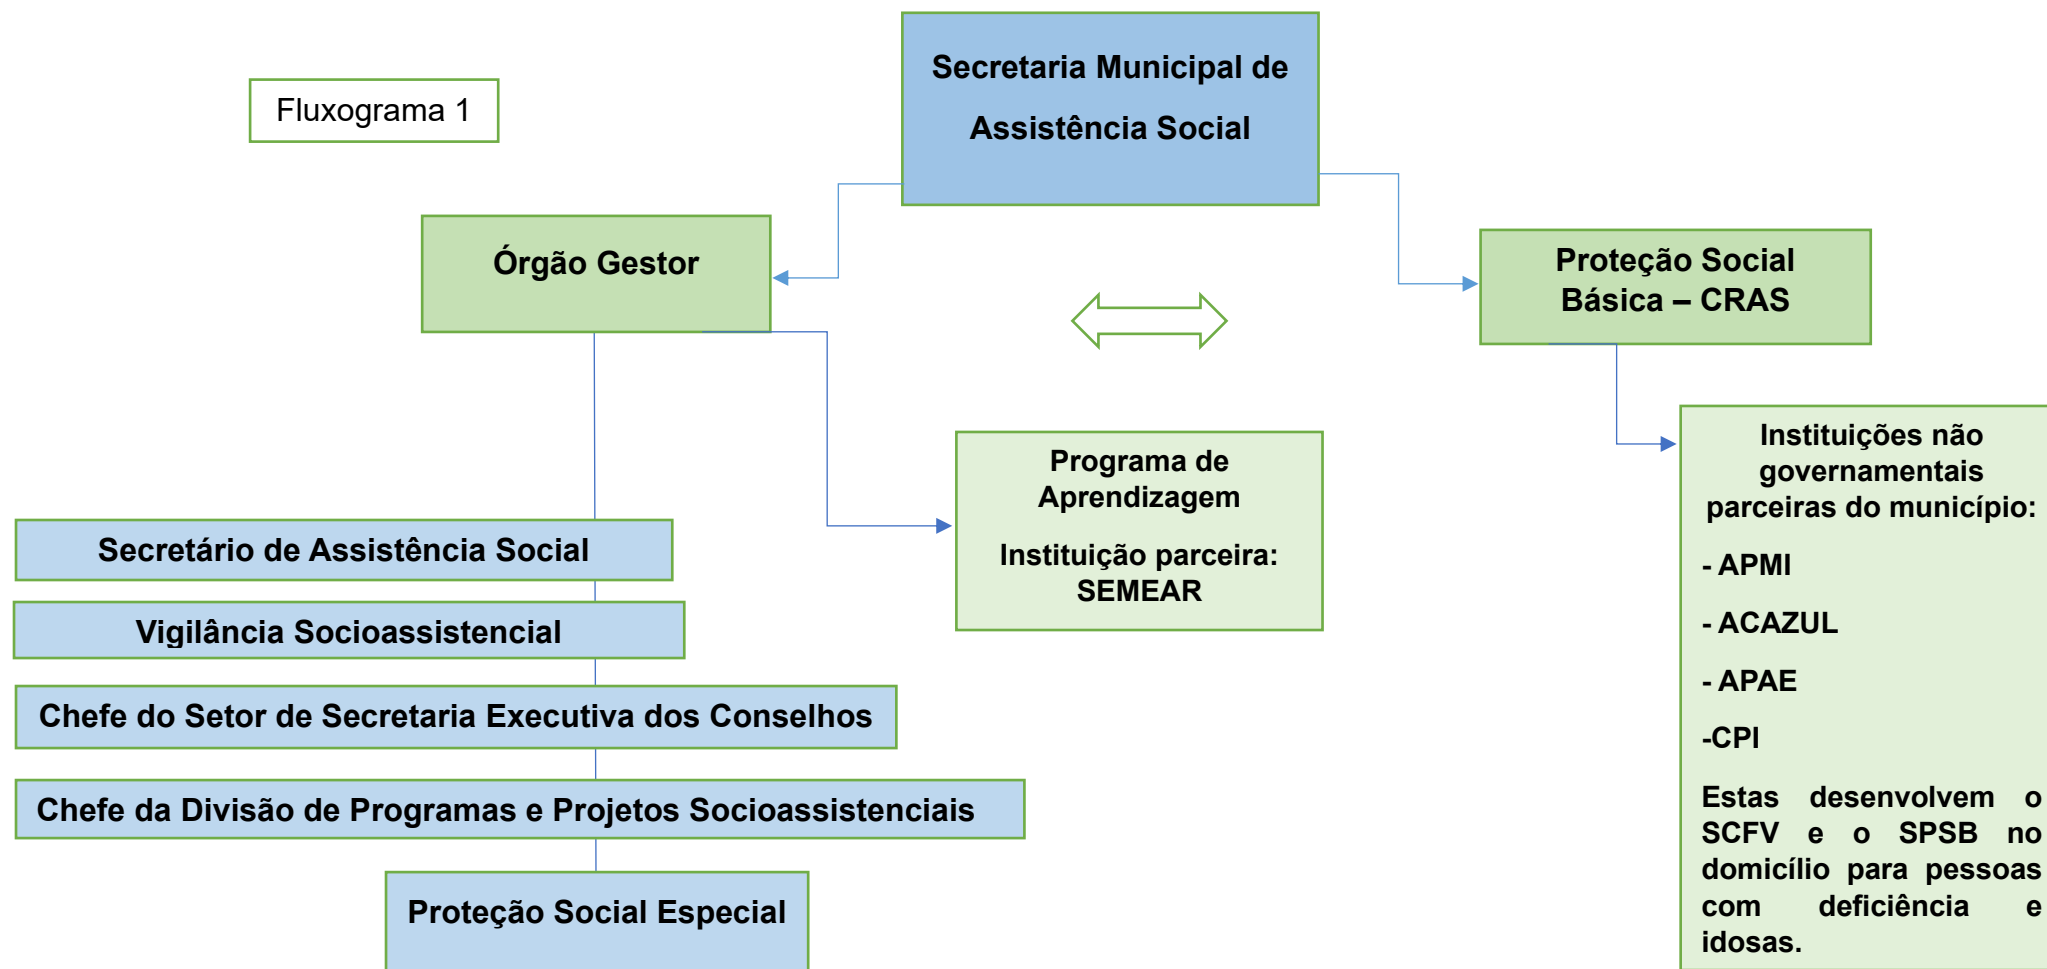 Secretaria Municipal de
Assistência Social
Fluxograma 1
Órgão Gestor
Proteção Social
Básica – CRAS
Programa de
Aprendizagem
Instituição parceira:
SEMEAR
Secretário de Assistência Social
Vigilância Socioassistencial
Chefe do Setor de Secretaria Executiva dos Conselhos
Chefe da Divisão de Programas e Projetos Socioassistenciais
Proteção Social Especial
Instituições não
governamentais
parceiras do município:
- APMI
- ACAZUL
- APAE
-CPI
Estas desenvolvem o
SCFV e o SPSB no
domicílio para pessoas
com deficiência e
idosas.